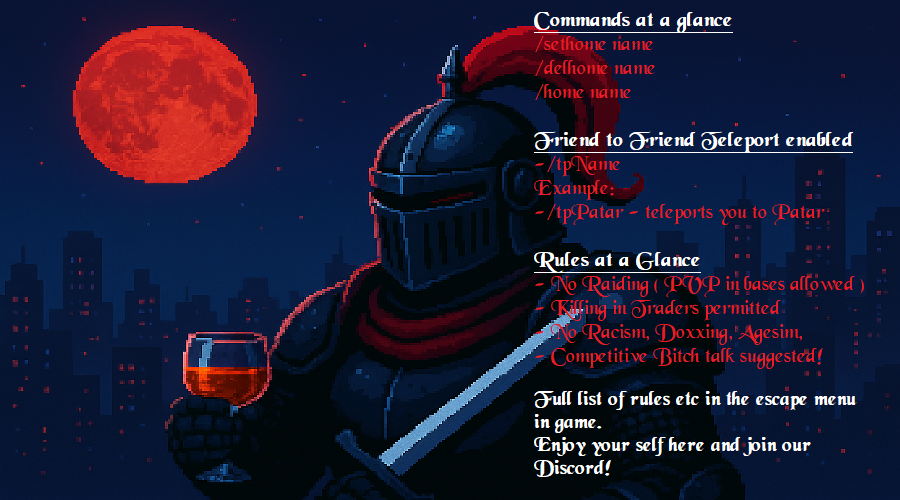 Commands at a glance
/sethome name
/delhome name
/home name
Friend to Friend Teleport enabled
-/tpName
Example:
-/tpPatar - teleports you to Patar
Rules at a Glance
- No Raiding ( PVP in bases allowed )
- Killing in Traders permitted
- No Racism, Doxxing, Agesim,
- Competitive Bitch talk suggested!
Full list of rules etc in the escape menu
in game.
Enjoy your self here and join our
Discord!